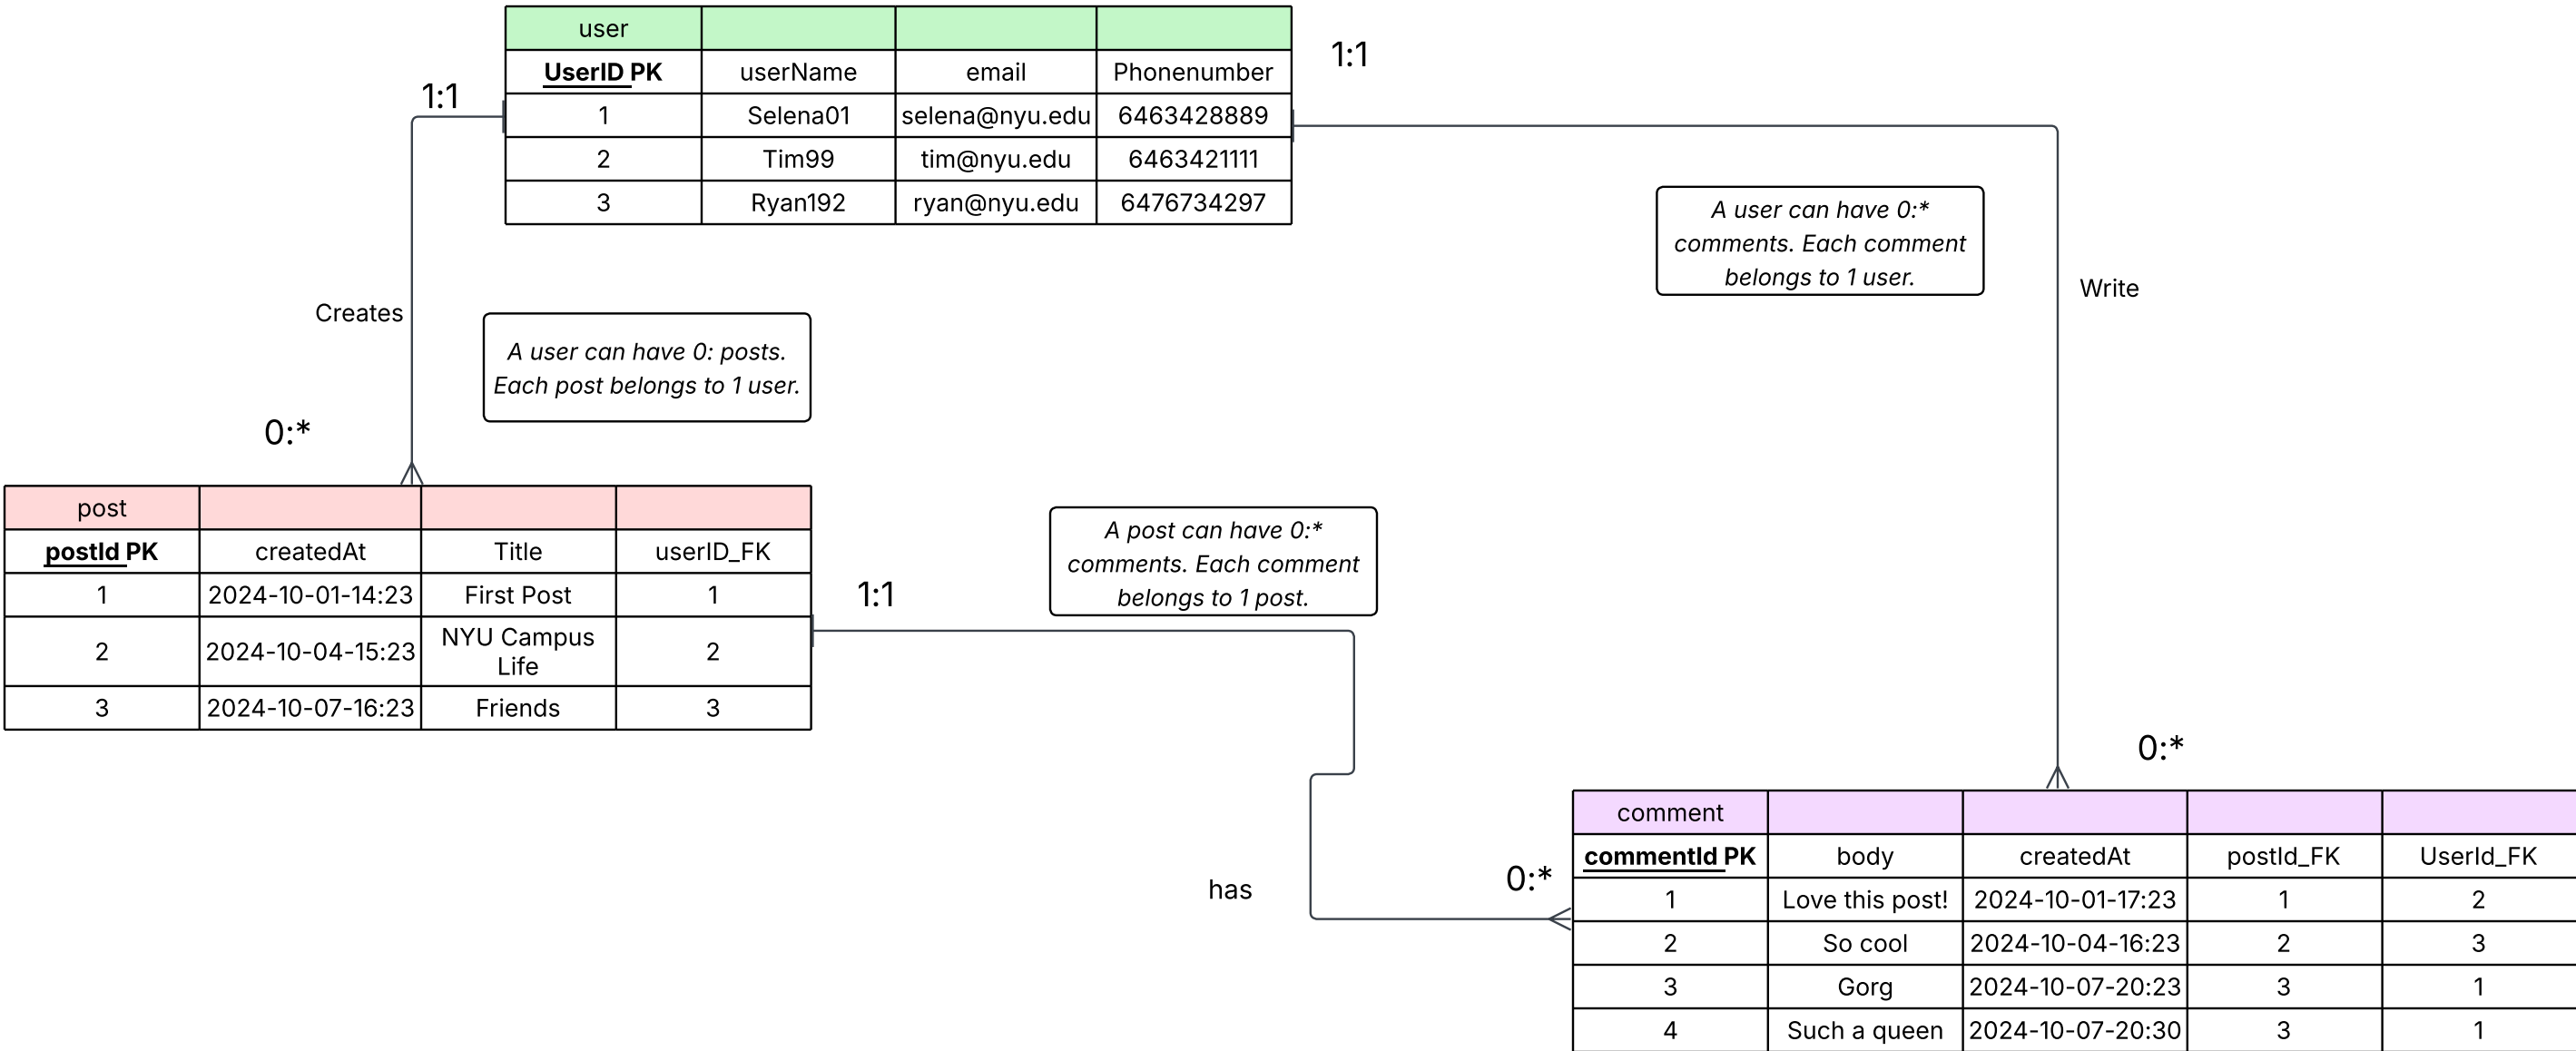 user
UserID PK userName email Phonenumber
1 Selena01 selena@nyu.edu 6463428889
2 Tim99 tim@nyu.edu 6463421111
3 Ryan192 ryan@nyu.edu 6476734297
1:1
1:1
A user can have 0:*
comments. Each comment
belongs to 1 user.
Write
Creates
A user can have 0: posts.
Each post belongs to 1 user.
0:*
post
postId PK createdAt Title userID_FK
1 2024-10-01-14:23 First Post 1
2 2024-10-04-15:23 NYU Campus
Life 2
3 2024-10-07-16:23 Friends 3
1:1
A post can have 0:*
comments. Each comment
belongs to 1 post.
has
0:*
0:*
comment
commentId PK body createdAt postId_FK UserId_FK
1 Love this post! 2024-10-01-17:23 1 2
2 So cool 2024-10-04-16:23 2 3
3 Gorg 2024-10-07-20:23 3 1
4 Such a queen 2024-10-07-20:30 3 1